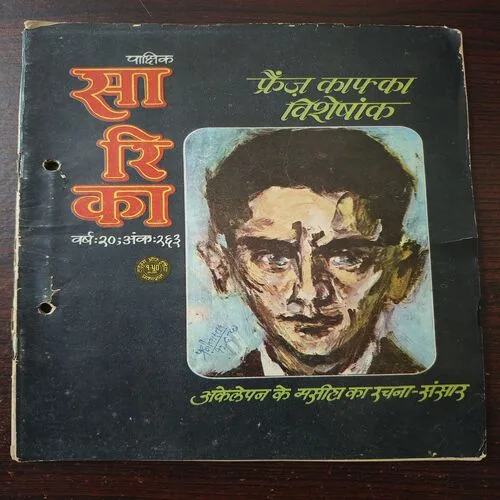 पाक्षिक
सा
रि
का
वर्ष:२०;अंक:२६३
फ्रैंज़ काफ्का
विशेषांक
अकेलेपन के मसीहा का रचना-संसार